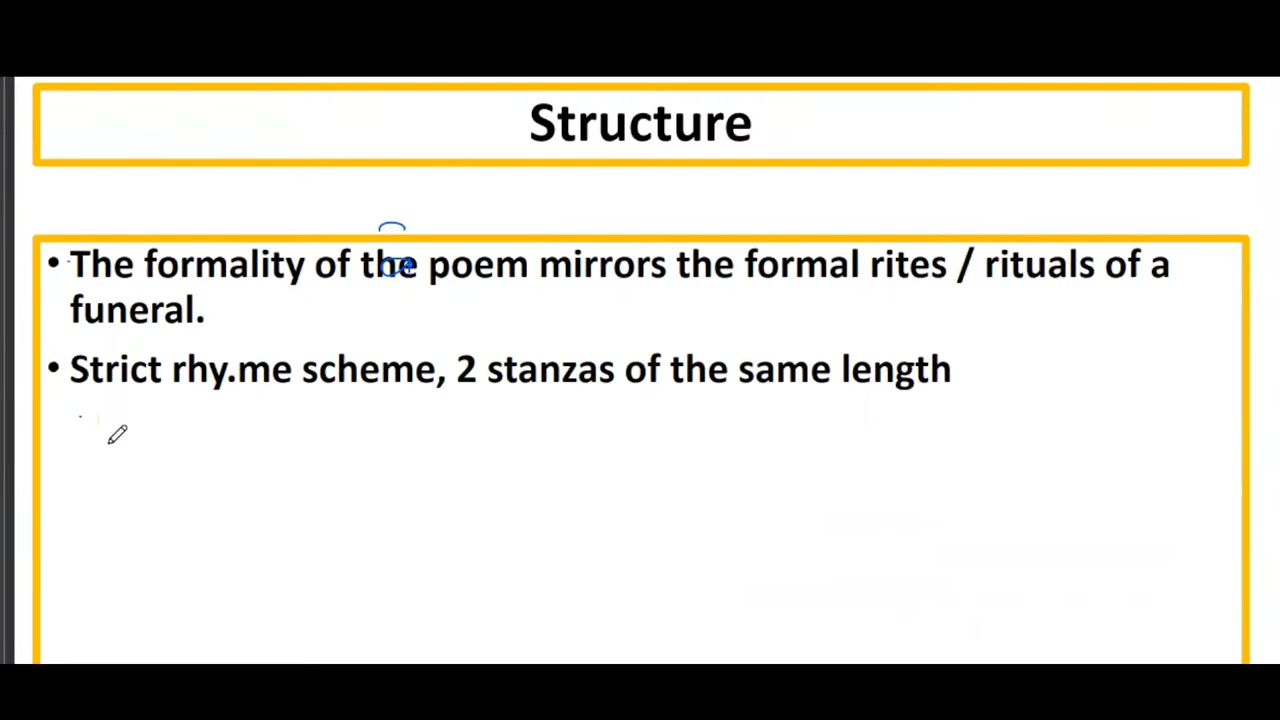 Structure
• The formality of the poem mirrors the formal rites / rituals of a
funeral.
• Strict rhy.me scheme, 2 stanzas of the same length